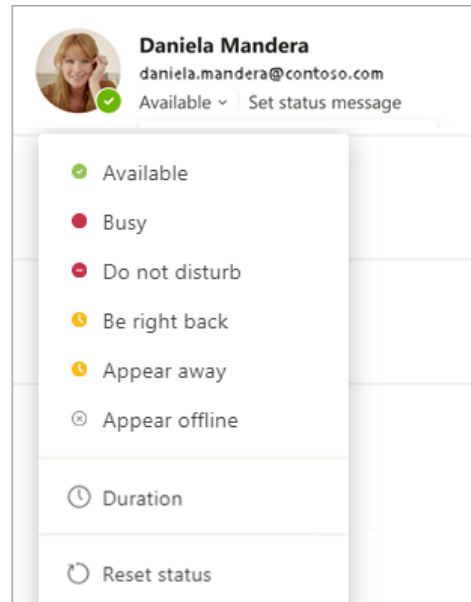 Daniela Mandera
daniela.mandera@contoso.com
Available Set status message
Available
Busy
Do not disturb
Be right back
Appear away
Appear offline
Duration
Reset status